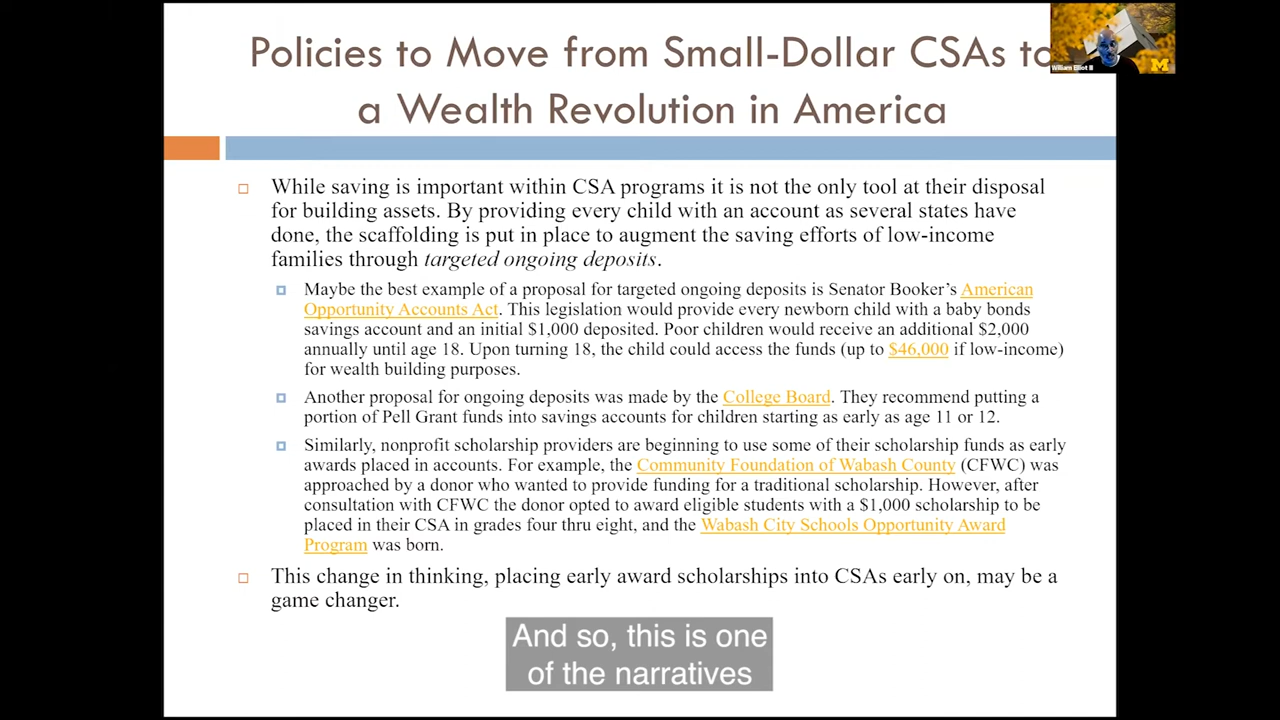 Policies to Move from Small-Dollar CSAs to
a Wealth Revolution in America
William Elliott III
M
While saving is important within CSA programs it is not the only tool at their disposal
for building assets. By providing every child with an account as several states have
done, the scaffolding is put in place to augment the saving efforts of low-income
families through targeted ongoing deposits.
Maybe the best example of a proposal for targeted ongoing deposits is Senator Booker’s American
Opportunity Accounts Act. This legislation would provide every newborn child with a baby bonds
savings account and an initial $1,000 deposited. Poor children would receive an additional $2,000
annually until age 18. Upon turning 18, the child could access the funds (up to $46,000 if low-income)
for wealth building purposes.
Another proposal for ongoing deposits was made by the College Board. They recommend putting a
portion of Pell Grant funds into savings accounts for children starting as early as age 11 or 12.
Similarly, nonprofit scholarship providers are beginning to use some of their scholarship funds as early
awards placed in accounts. For example, the Community Foundation of Wabash County (CFWC) was
approached by a donor who wanted to provide funding for a traditional scholarship. However, after
consultation with CFWC the donor opted to award eligible students with a $1,000 scholarship to be
placed in their CSA in grades four thru eight, and the Wabash City Schools Opportunity Award
Program was born.
This change in thinking, placing early award scholarships into CSAs early on, may be a
game changer.
And so, this is one
of the narratives